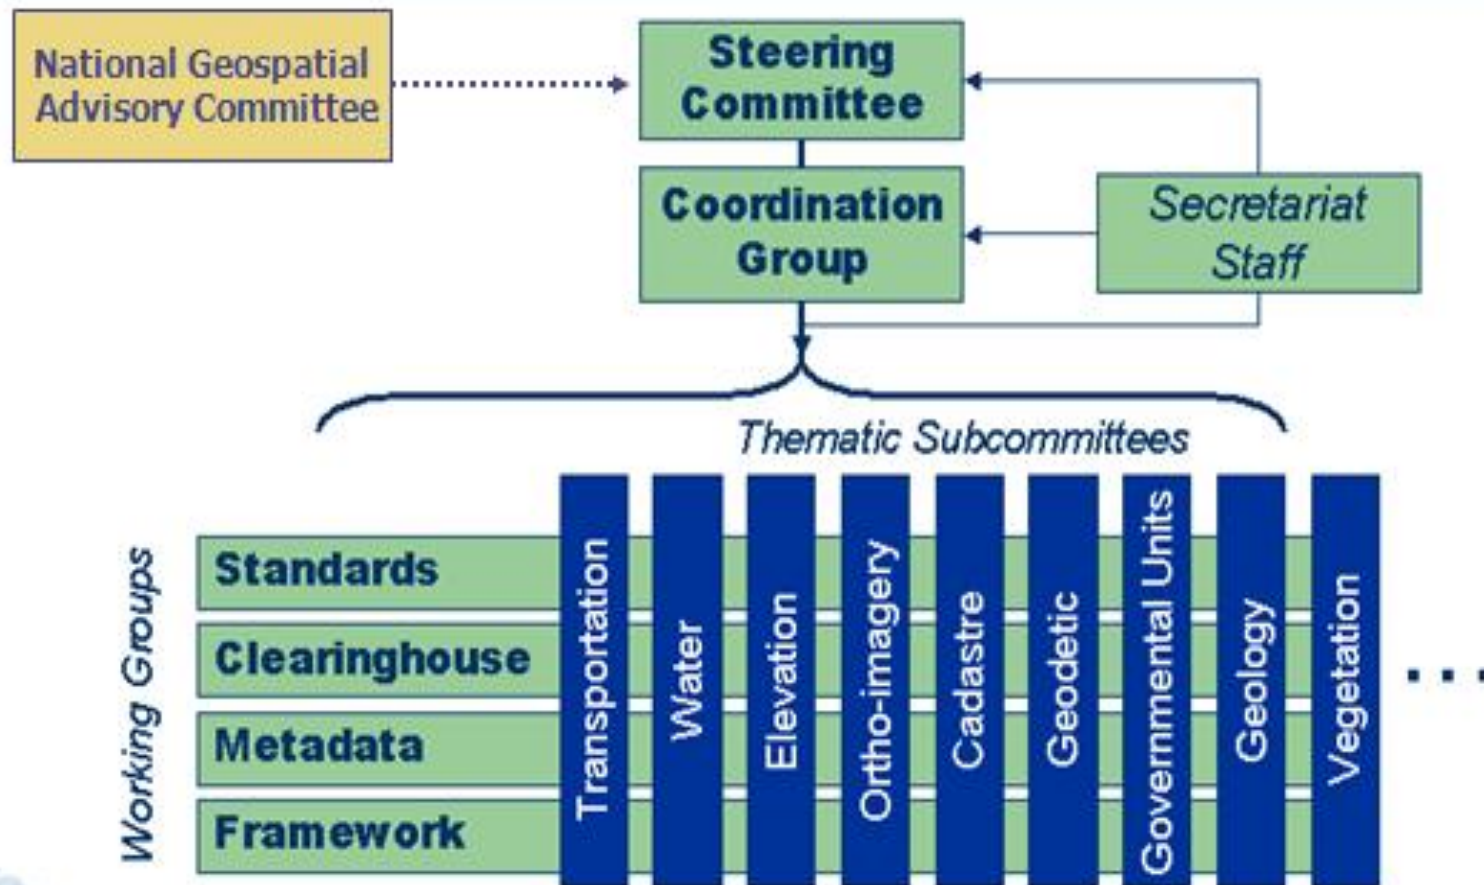 National Geospatial
Advisory Committee
Steering
Committee
Coordination
Group
Secretariat
Staff
Thematic Subcommittees
Working Groups
Standards
Clearinghouse
Metadata
Framework
Transportation
Water
Elevation
Ortho-imagery
Cadastre
Geodetic
Governmental Units
Geology
Vegetation
...